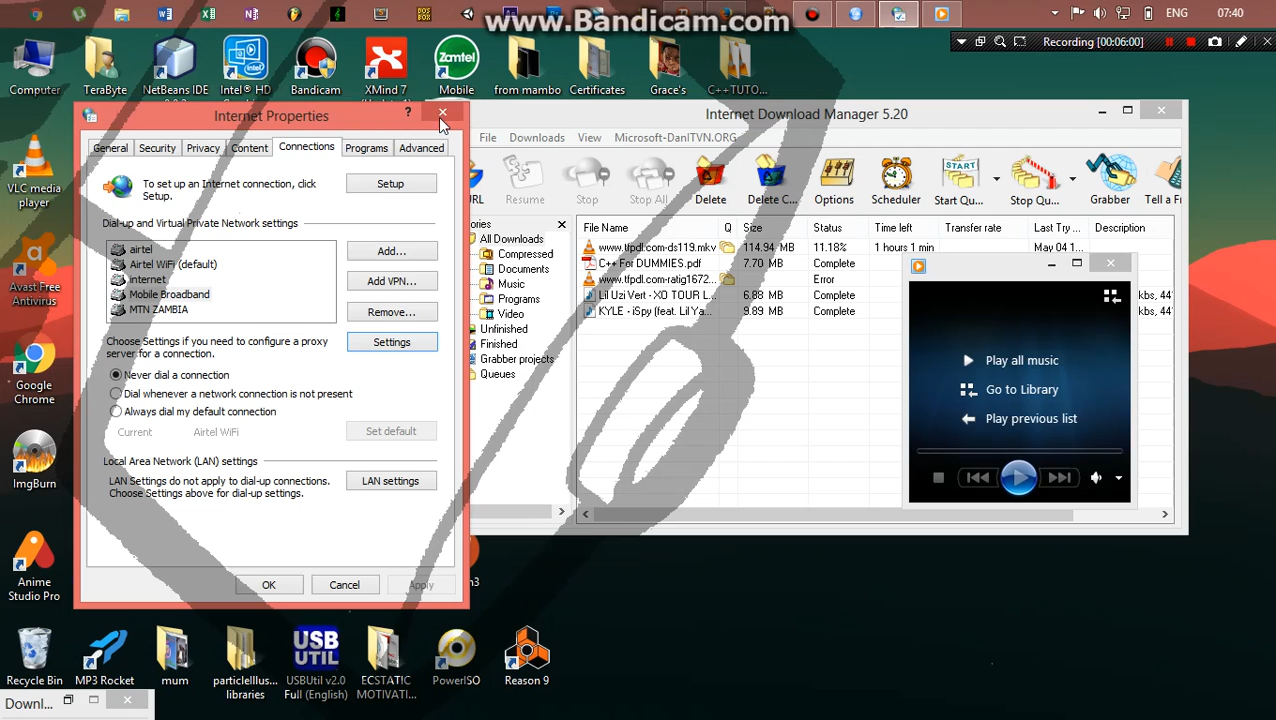 www.Bandicam.com
ENG
07:40
Recording [00:06:00]
Computer
TeraByte
NetBeans IDE
Intel® HD
Bandicam
XMind 7
Zamtel
Mobile
from mambo
Certificates
Grace's
C++TUTO...
VLC media
player
Avast Free
Antivirus
Google
Chrome
ImgBurn
Anime
Studio Pro
Recycle Bin
MP3 Rocket
mum
particleIllus...
libraries
USB
UTIL
USBUtil v2.0
Full (English)
ECSTATIC
MOTIVATI...
PowerISO
Reason 9
Downl...
Internet Properties
General
Security
Privacy
Content
Connections
Programs
Advanced
To set up an Internet connection, click
Setup.
Setup
Dial-up and Virtual Private Network settings
airtel
Airtel WiFi (default)
internet
Mobile Broadband
MTN ZAMBIA
Add...
Add VPN...
Remove...
Choose Settings if you need to configure a proxy
server for a connection.
Settings
Never dial a connection
Dial whenever a network connection is not present
Always dial my default connection
Current
Airtel WiFi
Set default
Local Area Network (LAN) settings
LAN Settings do not apply to dial-up connections.
Choose Settings above for dial-up settings.
LAN settings
OK
Cancel
Apply
Internet Download Manager 5.20
File
Downloads
View
Microsoft-DanITVN.ORG
Resume
Stop
Stop All
Delete
Delete C...
Options
Scheduler
START
Start Qu...
STOP
Stop Qu...
Grabber
Tell a Fr
All Downloads
Compressed
Documents
Music
Programs
Video
Unfinished
Grabber projects
Queues
File Name
Q
Size
Status
Time left
Transfer rate
Last Try ...
Description
www.tfpdl.com-ds119.mkv
114.94 MB
11.18%
1 hours 1 min
May 04 1...
C++ For DUMMIES.pdf
7.70 MB
Complete
www.tfpdl.com-ratig1672...
Error
Lil Uzi Vert - XO TOUR L...
6.88 MB
Complete
kbs, 44
KYLE - iSpy (feat. Lil Ya...
9.89 MB
Complete
Play all music
Go to Library
Play previous list